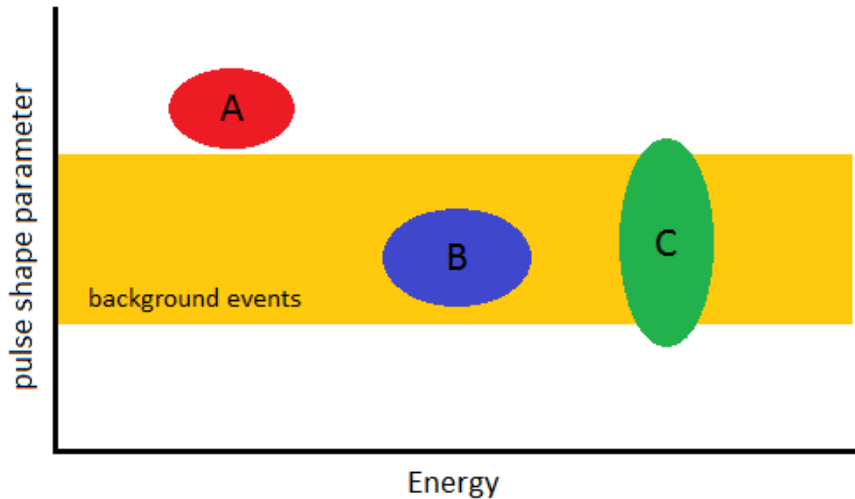 pulse shape parameter
A
B
C
background events
Energy